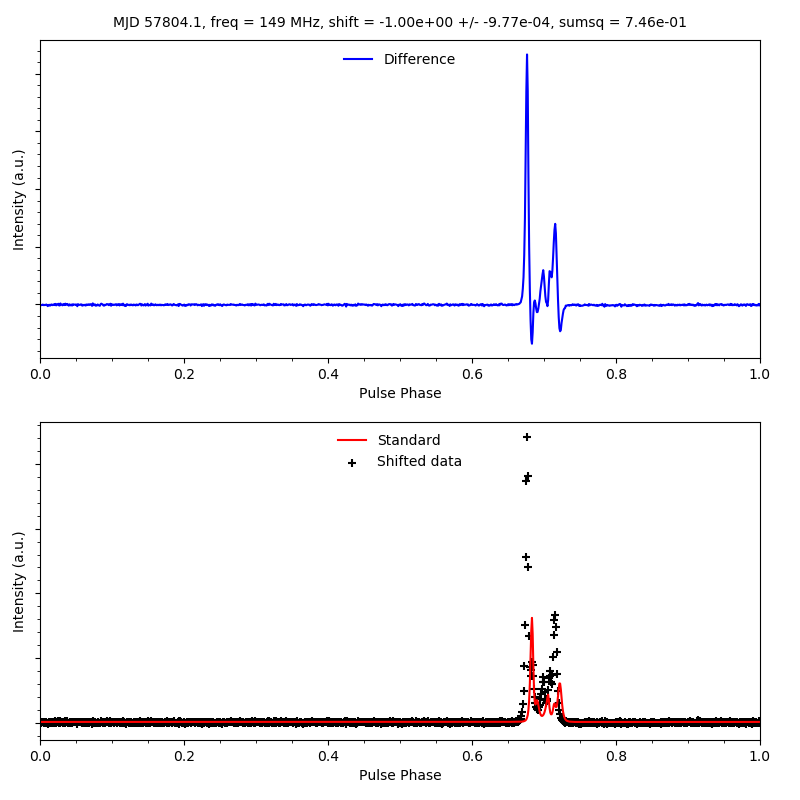 MJD 57804.1, freq = 149 MHz, shift = -1.00e+00 +/- -9.77e-04, sumsq = 7.46e-01
Difference
Intensity (a.u.)
0.0 0.2 0.4 0.6 0.8 1.0
Pulse Phase
Standard
Shifted data
Intensity (a.u.)
0.0 0.2 0.4 0.6 0.8 1.0
Pulse Phase